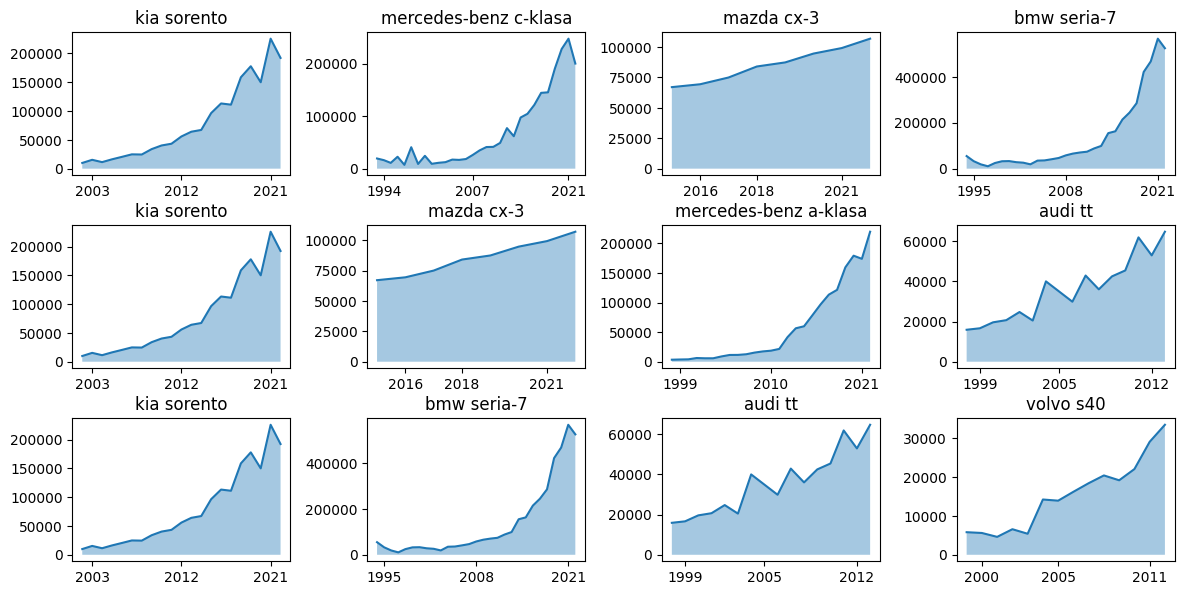 kia sorento
200000
150000
100000
50000
0
2003 2012 2021
mercedes-benz c-klasa
200000
100000
0
1994 2007 2021
mazda cx-3
100000
75000
50000
25000
0
2016 2018 2021
bmw seria-7
400000
200000
0
1995 2008 2021
kia sorento
200000
150000
100000
50000
0
2003 2012 2021
mazda cx-3
100000
75000
50000
25000
0
2016 2018 2021
mercedes-benz a-klasa
200000
150000
100000
50000
0
1999 2010 2021
audi tt
60000
40000
20000
0
1999 2005 2012
kia sorento
200000
150000
100000
50000
0
2003 2012 2021
bmw seria-7
400000
200000
0
1995 2008 2021
audi tt
60000
40000
20000
0
1999 2005 2012
volvo s40
30000
20000
10000
0
2000 2005 2011